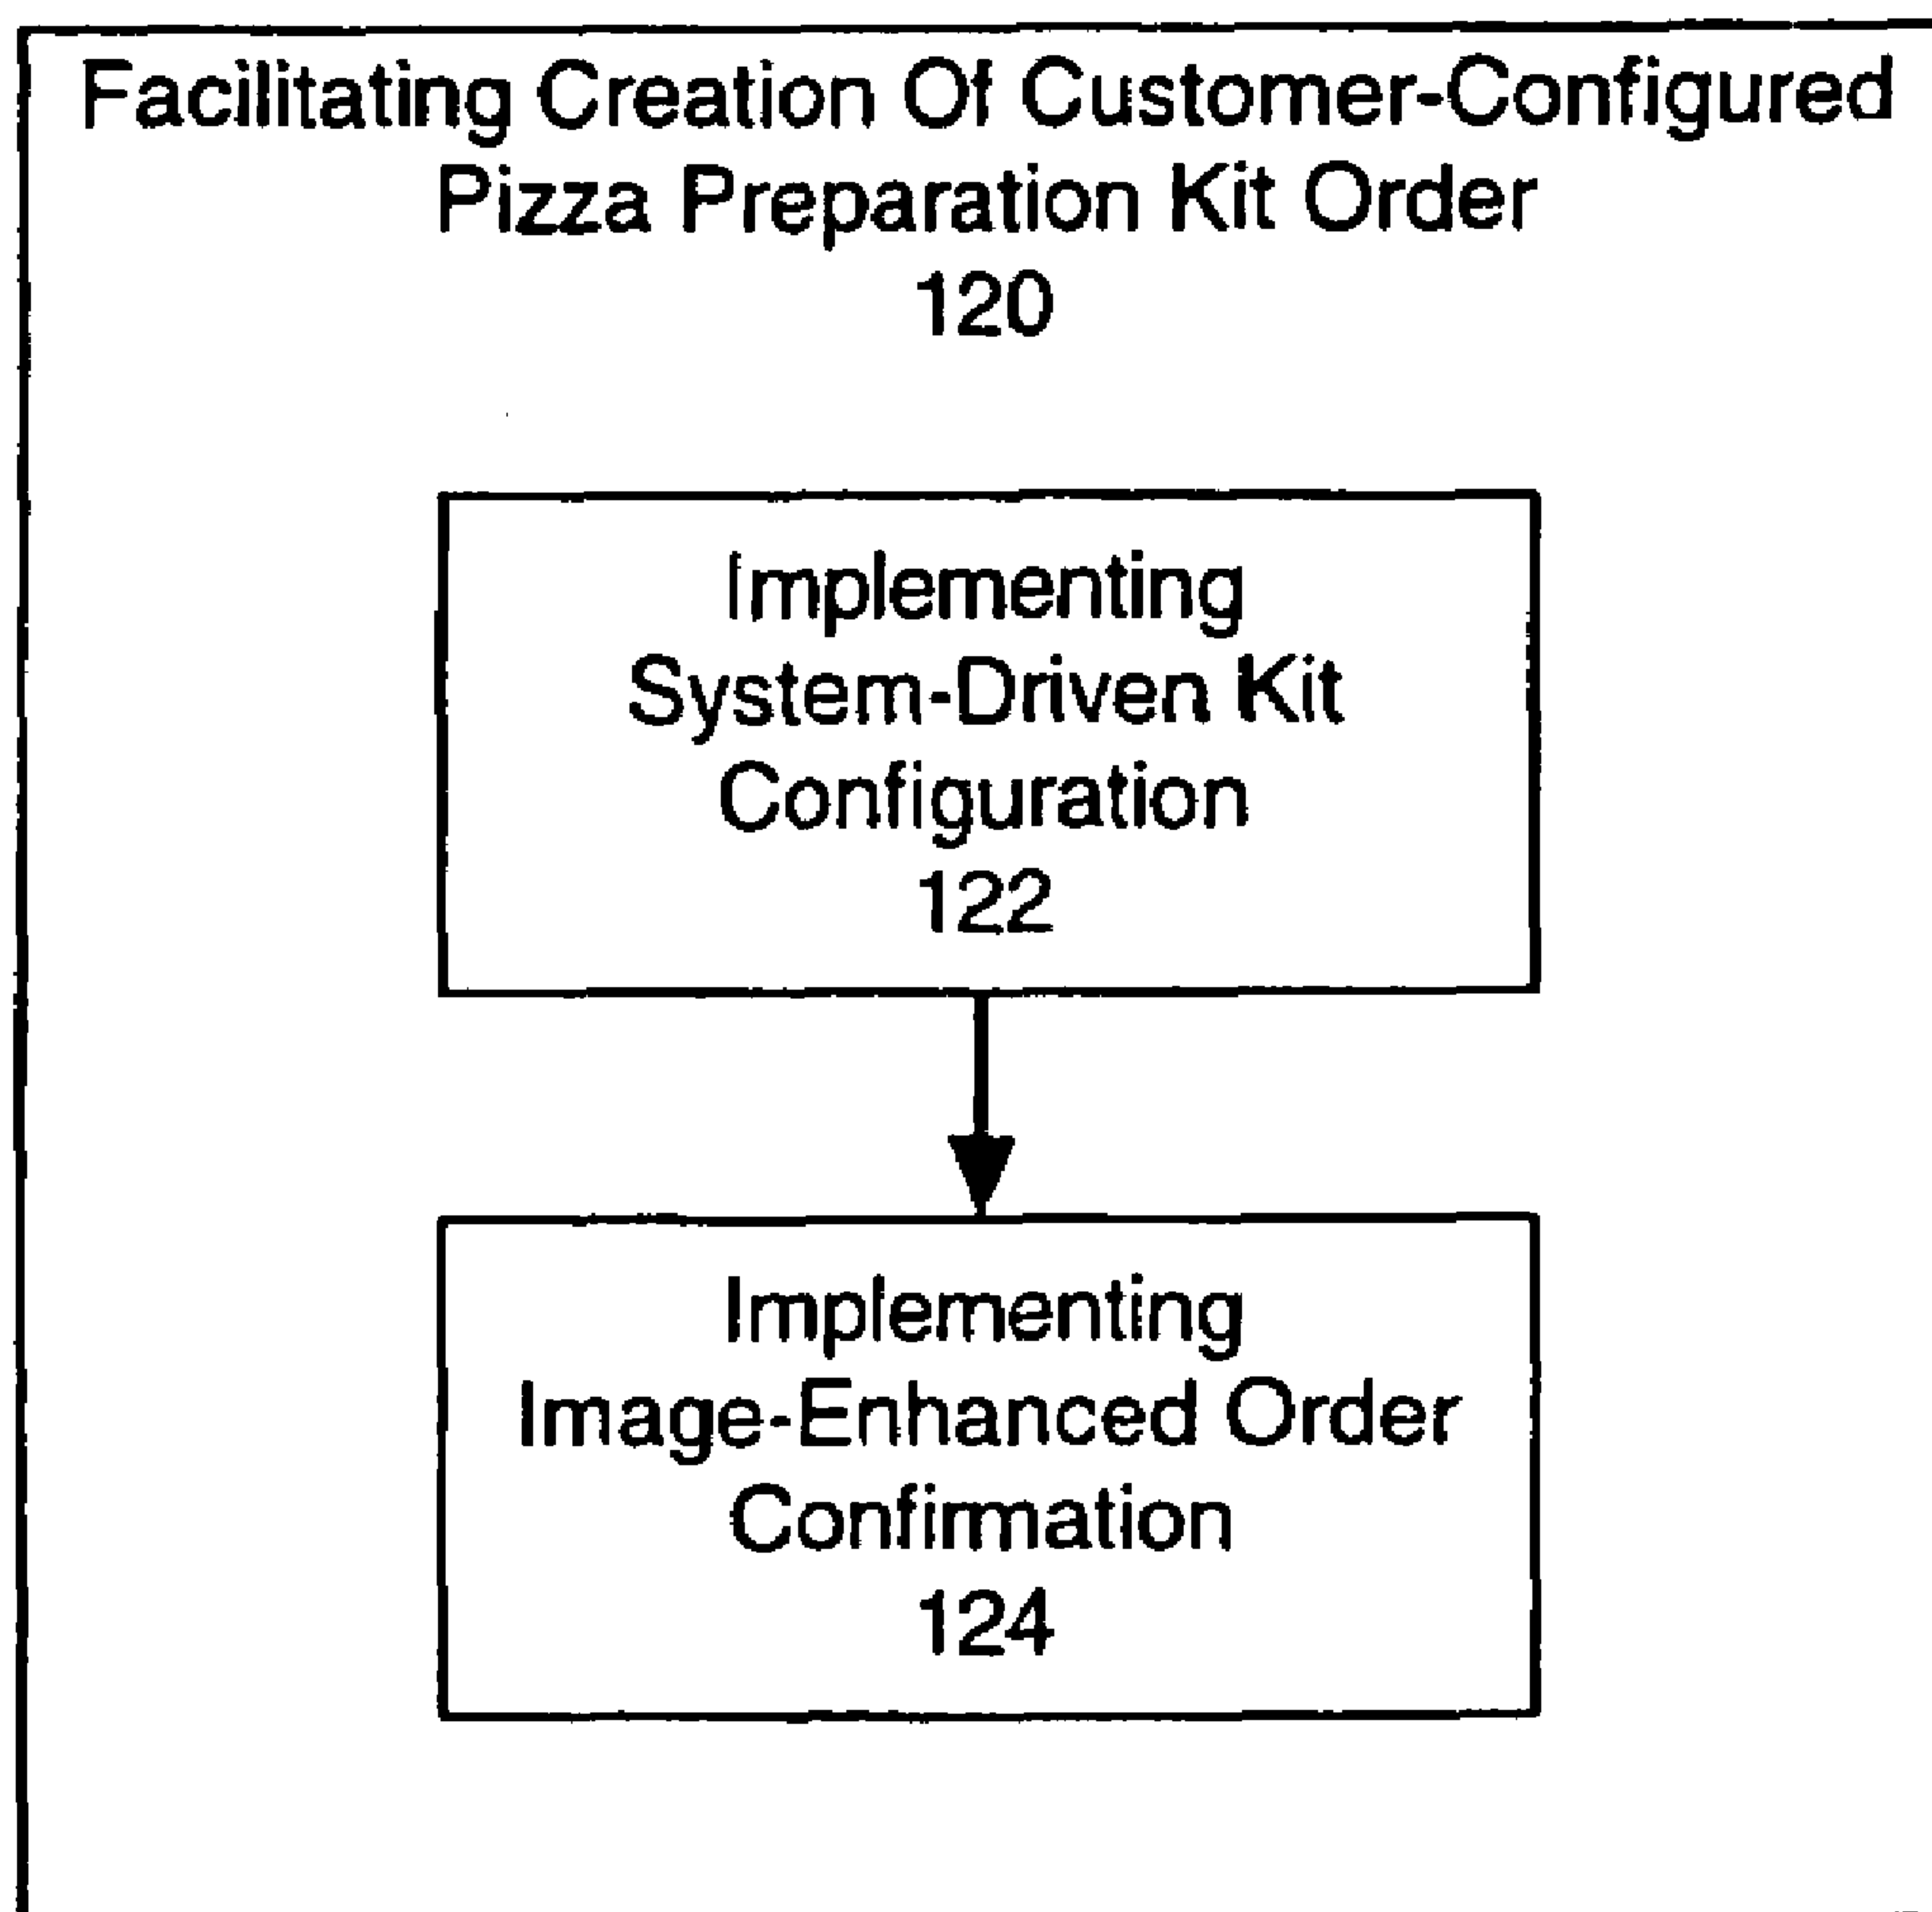 Facilitating Creation Of Customer-Configured
Pizza Preparation Kit Order
120
Implementing
System-Driven Kit
Configuration
122
Implementing
Image-Enhanced Order
Confirmation
124